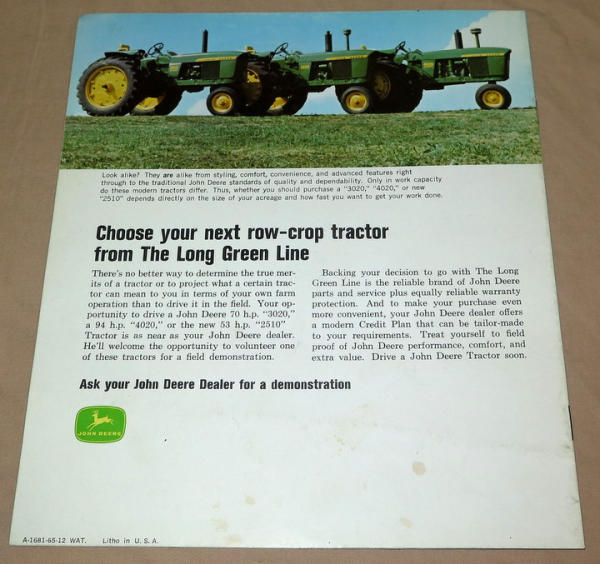 Look alike? They are alike from styling, comfort, convenience, and advanced features right
through to the traditional John Deere standards of quality and dependability. Only in work capacity
do these modern tractors differ. Thus, whether you should purchase a "3020," "4020," or new
"2510" depends directly on the size of your acreage and how fast you want to get your work done.
Choose your next row-crop tractor
from The Long Green Line
There's no better way to determine the true mer-
its of a tractor or to project what a certain trac-
tor can mean to you in terms of your own farm
operation than to drive it in the field. Your op-
portunity to drive a John Deere 70 h.p. "3020,"
a 94 h.p. "4020," or the new 53 h.p. "2510"
Tractor is as near as your John Deere dealer.
He'll welcome the opportunity to volunteer one
of these tractors for a field demonstration.
Backing your decision to go with The Long
Green Line is the reliable brand of John Deere
parts and service plus equally reliable warranty
protection. And to make your purchase even
more convenient, your John Deere dealer offers
a modern Credit Plan that can be tailor-made
to your requirements. Treat yourself to field
proof of John Deere performance, comfort, and
extra value. Drive a John Deere Tractor soon.
Ask your John Deere Dealer for a demonstration
JOHN DEERE
A-1681-65-12 WAT. Litho in U. S. A.